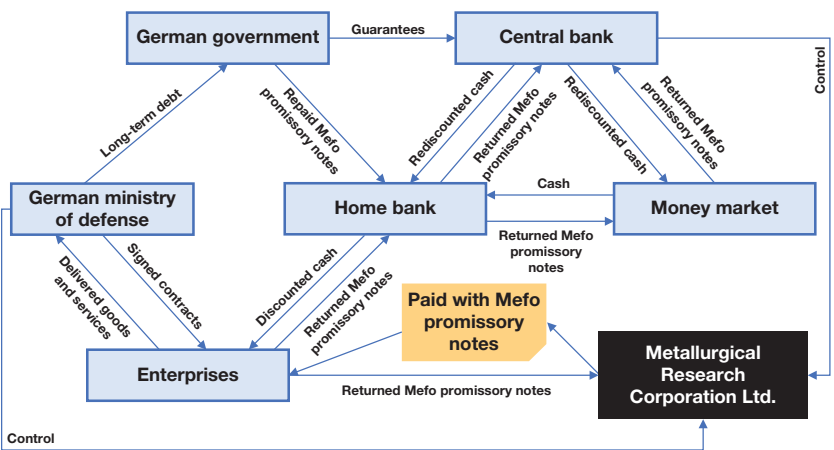 German government
Guarantees
Central bank
Control
Long-term debt
Repaid Mefo
promissory notes
Rediscounted cash
Returned Mefo
promissory notes
Rediscounted cash
Returned Mefo
promissory notes
German ministry
of defense
Home bank
Cash
Money market
Returned Mefo
promissory
notes
Delivered goods
and services
Signed contracts
Discounted cash
Returned Mefo
promissory notes
Paid with Mefo
promissory
notes
Enterprises
Returned Mefo promissory notes
Metallurgical
Research
Corporation Ltd.
Control